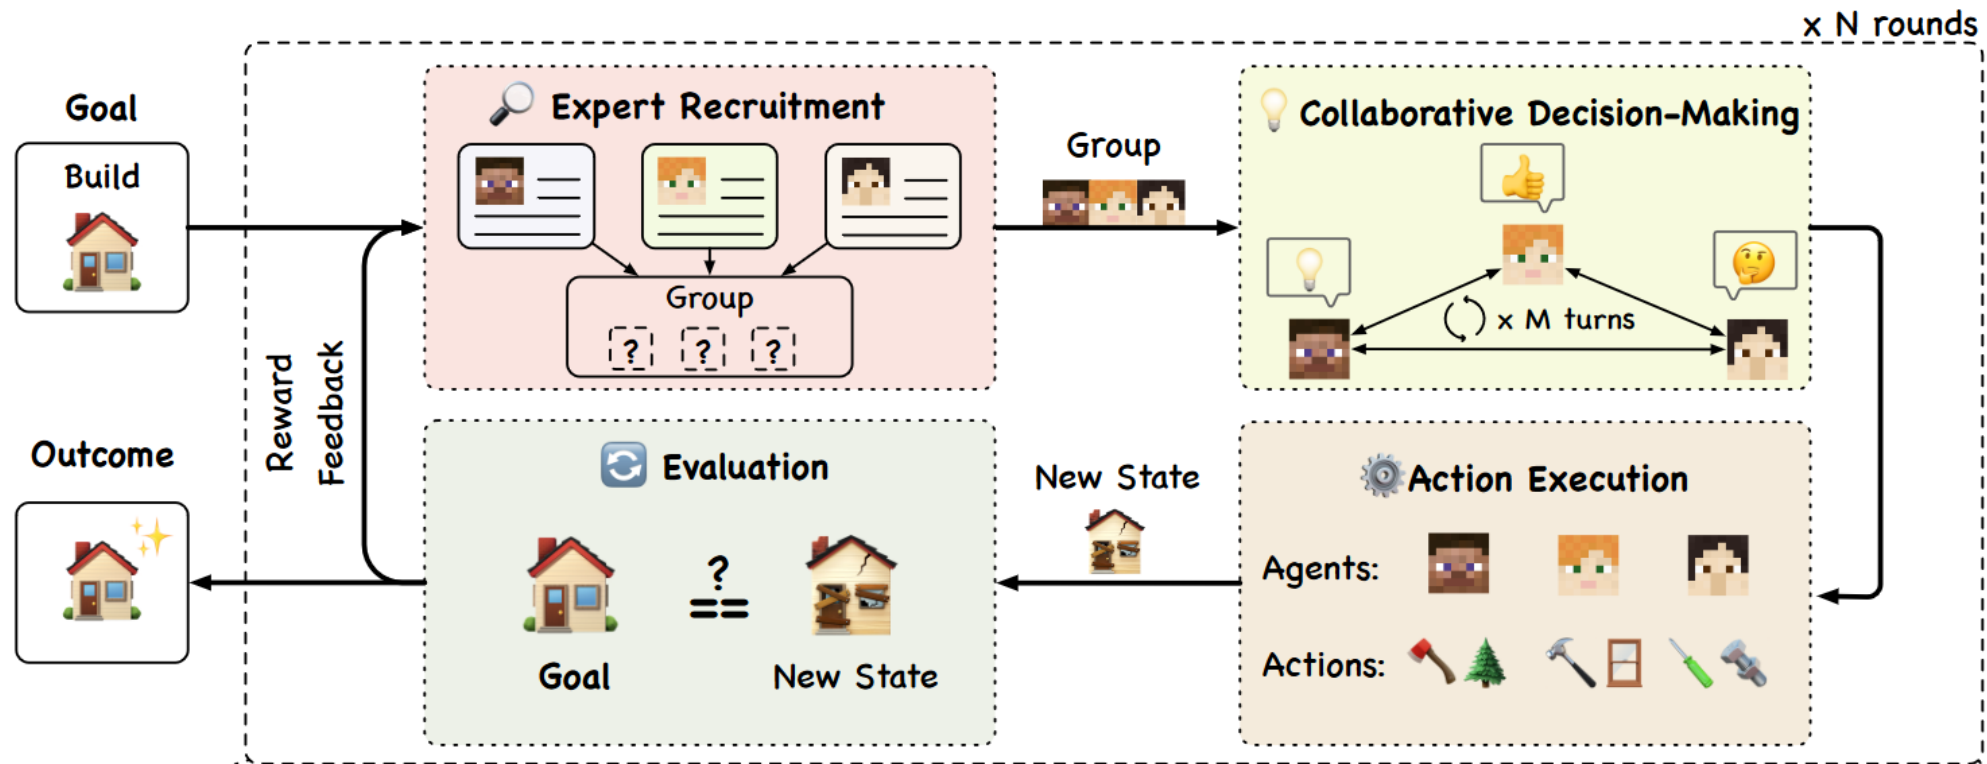 x N rounds
Goal
Build
Expert Recruitment
Group
? ? ?
Group
Collaborative Decision-Making
x M turns
Reward
Feedback
Outcome
Evaluation
?
==
Goal
New State
New State
Action Execution
Agents:
Actions: